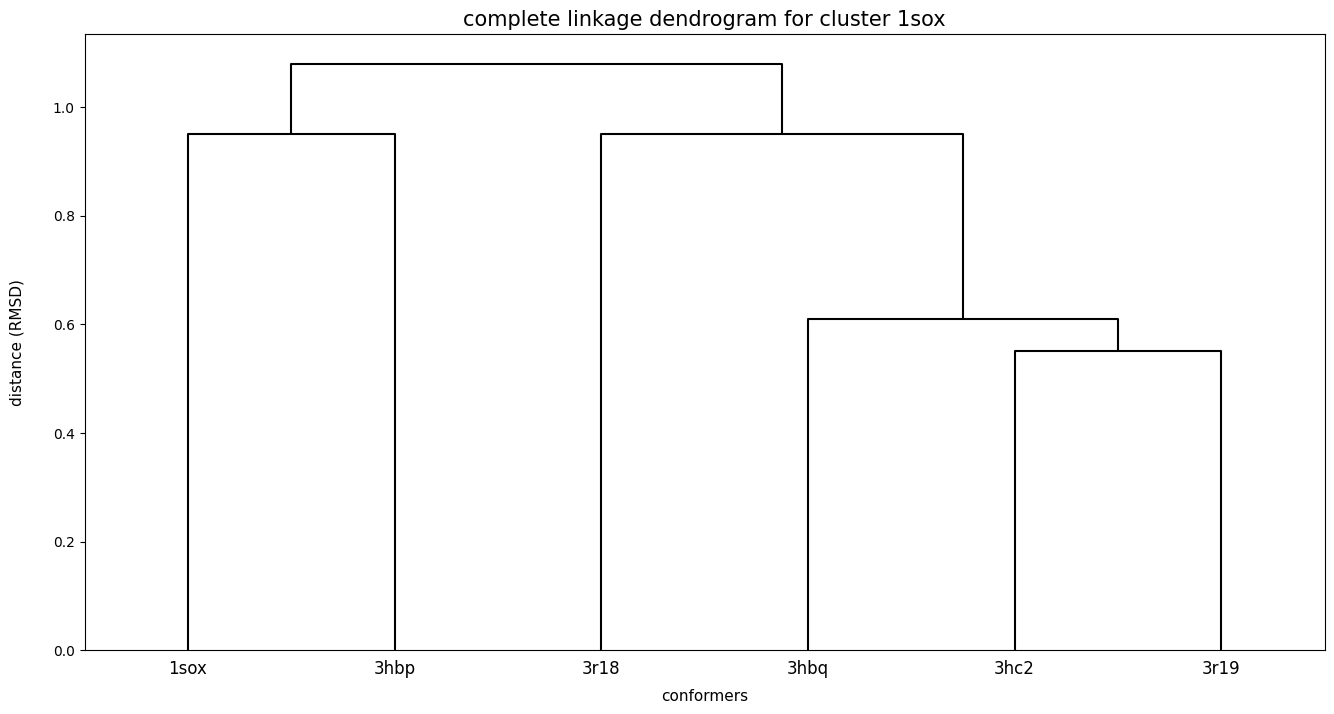 complete linkage dendrogram for cluster 1sox
1.0
0.8
0.6
0.4
0.2
0.0
distance (RMSD)
1sox 3hbp 3r18 3hbq 3hc2 3r19
conformers